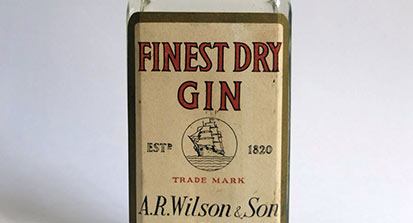 FINEST DRY
GIN
ESTD 1820
TRADE MARK
A.R.Wilson & Son